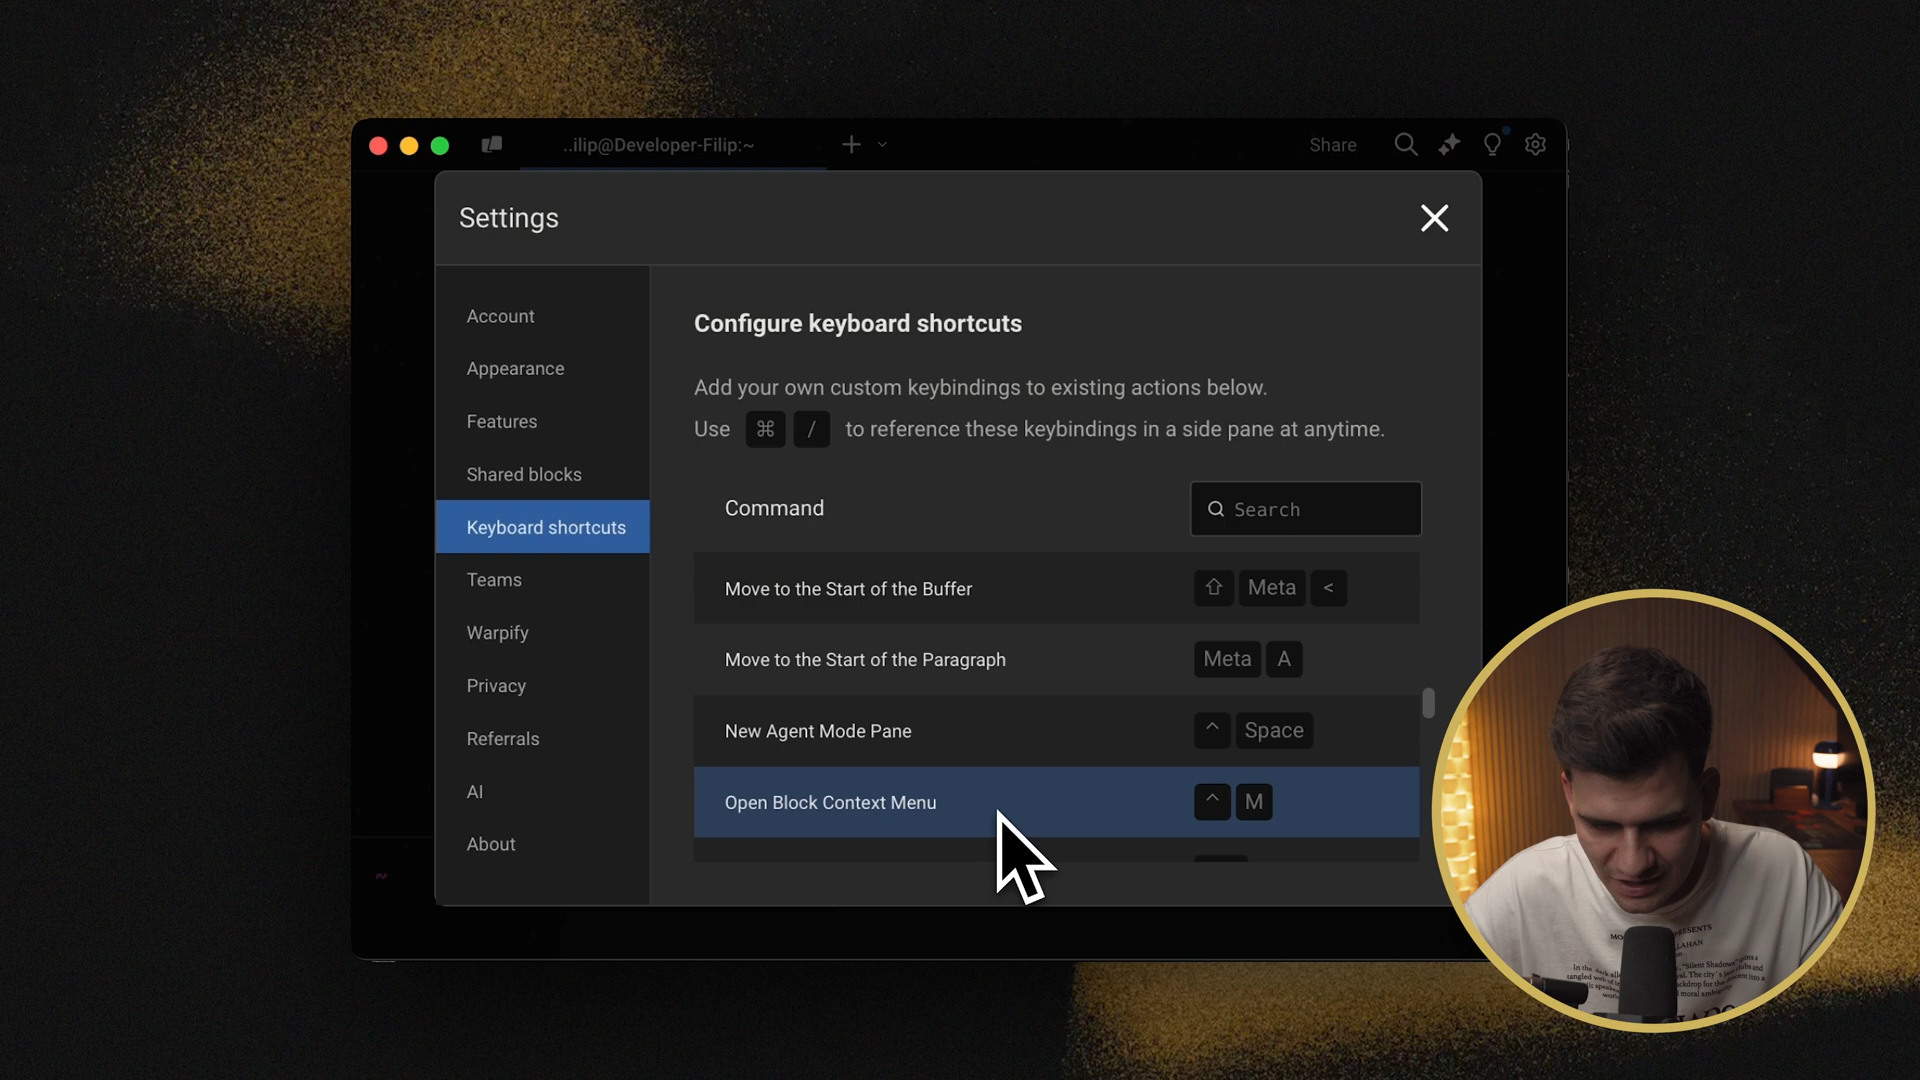 ..ilip@Developer-Filip:~
Share
Settings
Account
Appearance
Features
Shared blocks
Keyboard shortcuts
Teams
Warpify
Privacy
Referrals
AI
About
Configure keyboard shortcuts
Add your own custom keybindings to existing actions below.
Use ⌘ / to reference these keybindings in a side pane at anytime.
Command
Search
Move to the Start of the Buffer ⇧ Meta <
Move to the Start of the Paragraph Meta A
New Agent Mode Pane ^ Space
Open Block Context Menu ^ M
~